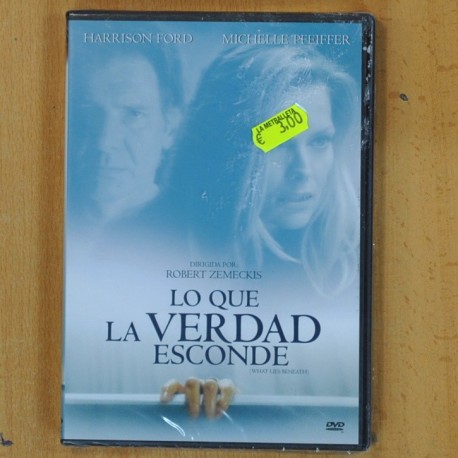 HARRISON FORD MICHELLE PFEIFFER
LA METRALLETA
€ 3,00
DIRIGIDA POR:
ROBERT ZEMECKIS
LO QUE
LA VERDAD
ESCONDE
(WHAT LIES BENEATH)
DVD